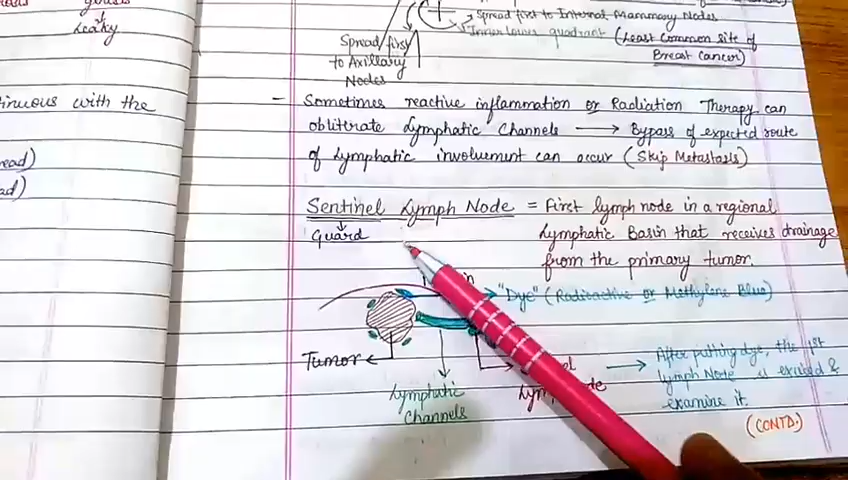 Leaky
Spread first to Internal Mammary Nodes
Inner lower quadrant (Least Common site of
Breast Cancer)
Spread first
to Axillary
Nodes
tinuous with the
ead)
ad)
- Sometimes reactive inflammation or Radiation Therapy can
obliterate Lymphatic Channels → Bypass of expected route
of Lymphatic involvement can occur (Skip Metastasis)
Sentinel Lymph Node = First lymph node in a regional
Guard
Lymphatic Basin that receives drainage
from the primary tumor.
"Dye" (Radioactive or Methylene Blue)
Tumor
Lymphatic
Channels
→ After putting dye, the 1st
lymph Node is excised &
examine it.
(CONTD.)